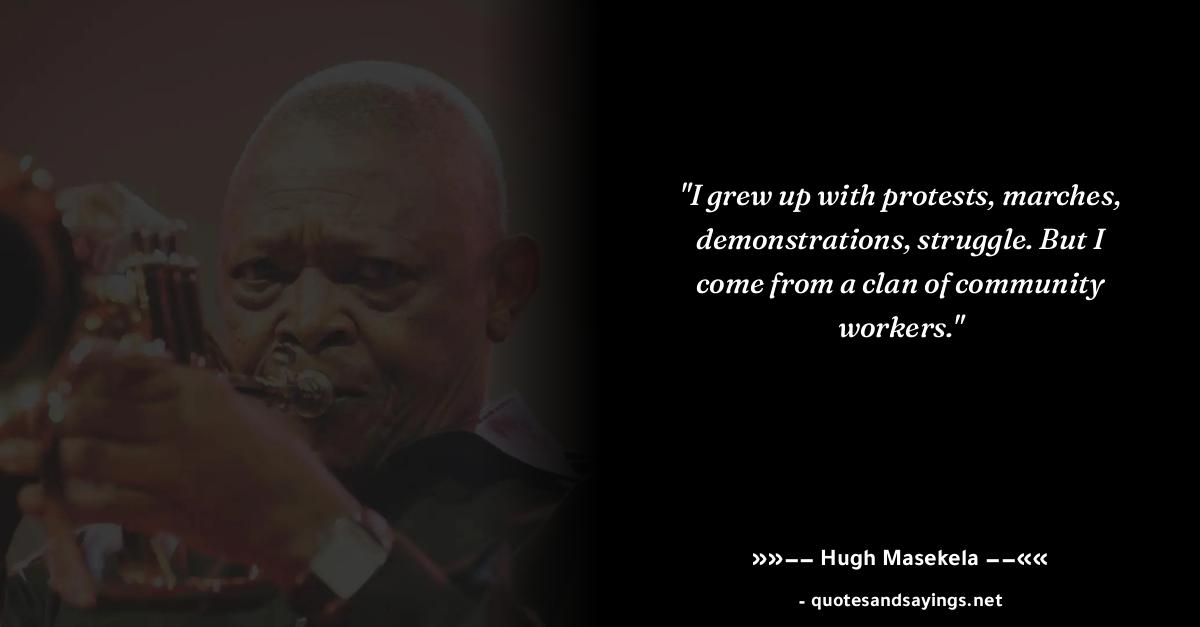 "I grew up with protests, marches,
demonstrations, struggle. But I
come from a clan of community
workers."
»»−− Hugh Masekela −−««
- quotesandsayings.net